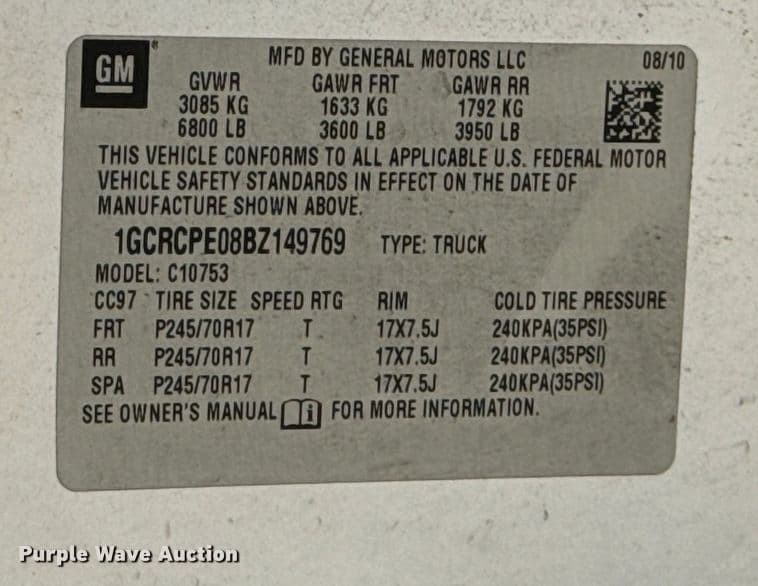 GM
MFD BY GENERAL MOTORS LLC 08/10
GVWR GAWR FRT GAWR RR
3085 KG 1633 KG 1792 KG
6800 LB 3600 LB 3950 LB
THIS VEHICLE CONFORMS TO ALL APPLICABLE U.S. FEDERAL MOTOR
VEHICLE SAFETY STANDARDS IN EFFECT ON THE DATE OF
MANUFACTURE SHOWN ABOVE.
1GCRCPE08BZ149769 TYPE: TRUCK
MODEL: C10753
CC97 TIRE SIZE SPEED RTG RIM COLD TIRE PRESSURE
FRT P245/70R17 T 17X7.5J 240KPA(35PSI)
RR P245/70R17 T 17X7.5J 240KPA(35PSI)
SPA P245/70R17 T 17X7.5J 240KPA(35PSI)
SEE OWNER'S MANUAL i FOR MORE INFORMATION.
Purple Wave Auction